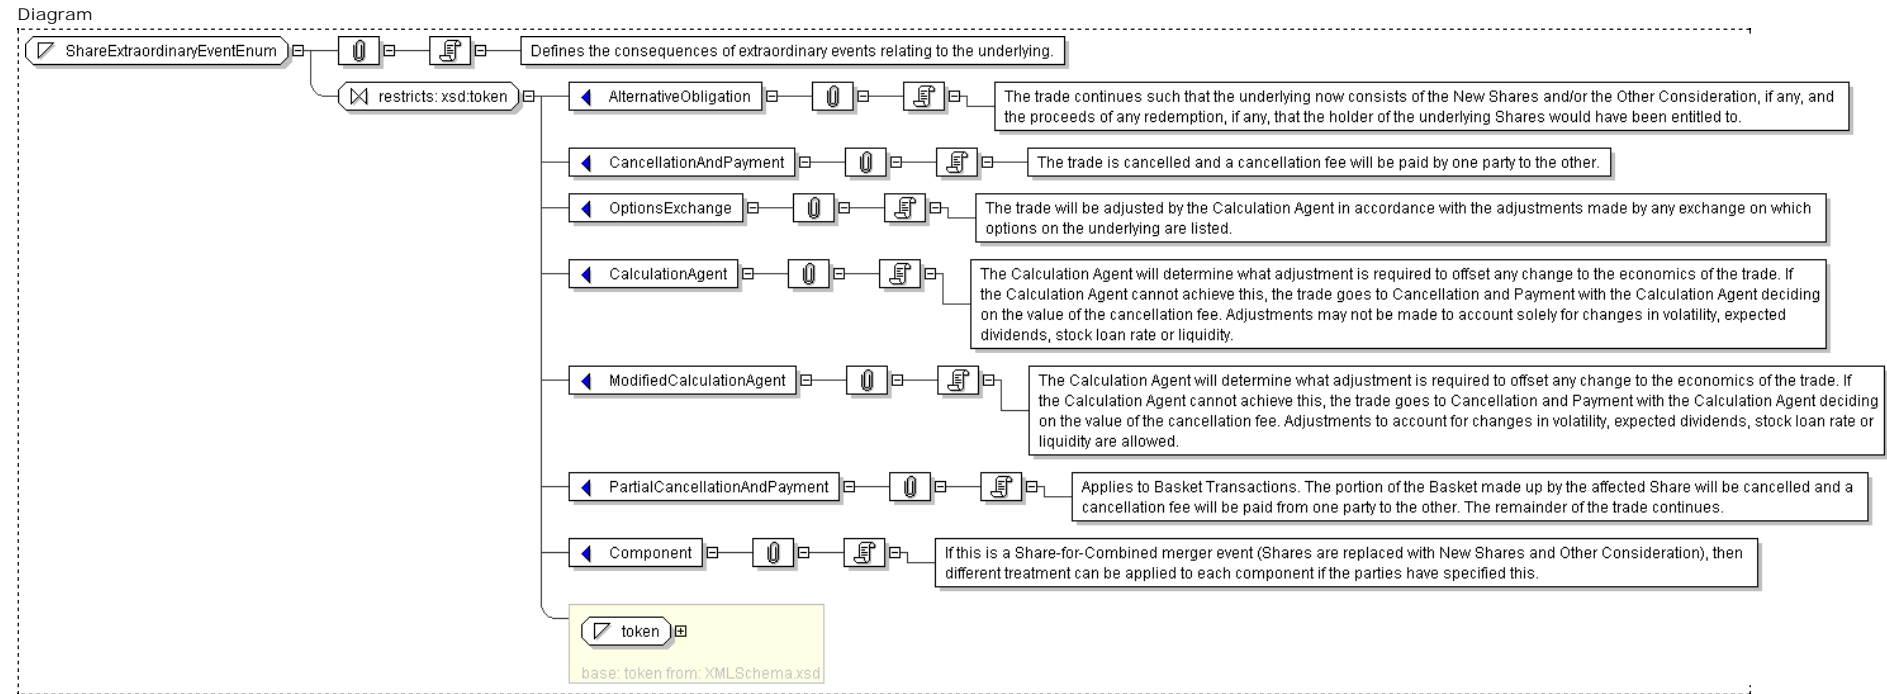 Diagram
ShareExtraordinaryEventEnum
Defines the consequences of extraordinary events relating to the underlying.
restricts: xsd:token
AlternativeObligation
The trade continues such that the underlying now consists of the New Shares and/or the Other Consideration, if any, and
the proceeds of any redemption, if any, that the holder of the underlying Shares would have been entitled to.
CancellationAndPayment
The trade is cancelled and a cancellation fee will be paid by one party to the other.
OptionsExchange
The trade will be adjusted by the Calculation Agent in accordance with the adjustments made by any exchange on which
options on the underlying are listed.
CalculationAgent
The Calculation Agent will determine what adjustment is required to offset any change to the economics of the trade. If
the Calculation Agent cannot achieve this, the trade goes to Cancellation and Payment with the Calculation Agent deciding
on the value of the cancellation fee. Adjustments may not be made to account solely for changes in volatility, expected
dividends, stock loan rate or liquidity.
ModifiedCalculationAgent
The Calculation Agent will determine what adjustment is required to offset any change to the economics of the trade. If
the Calculation Agent cannot achieve this, the trade goes to Cancellation and Payment with the Calculation Agent deciding
on the value of the cancellation fee. Adjustments to account for changes in volatility, expected dividends, stock loan rate or
liquidity are allowed.
PartialCancellationAndPayment
Applies to Basket Transactions. The portion of the Basket made up by the affected Share will be cancelled and a
cancellation fee will be paid from one party to the other. The remainder of the trade continues.
Component
If this is a Share-for-Combined merger event (Shares are replaced with New Shares and Other Consideration), then
different treatment can be applied to each component if the parties have specified this.
token
base: token from: XMLSchema.xsd